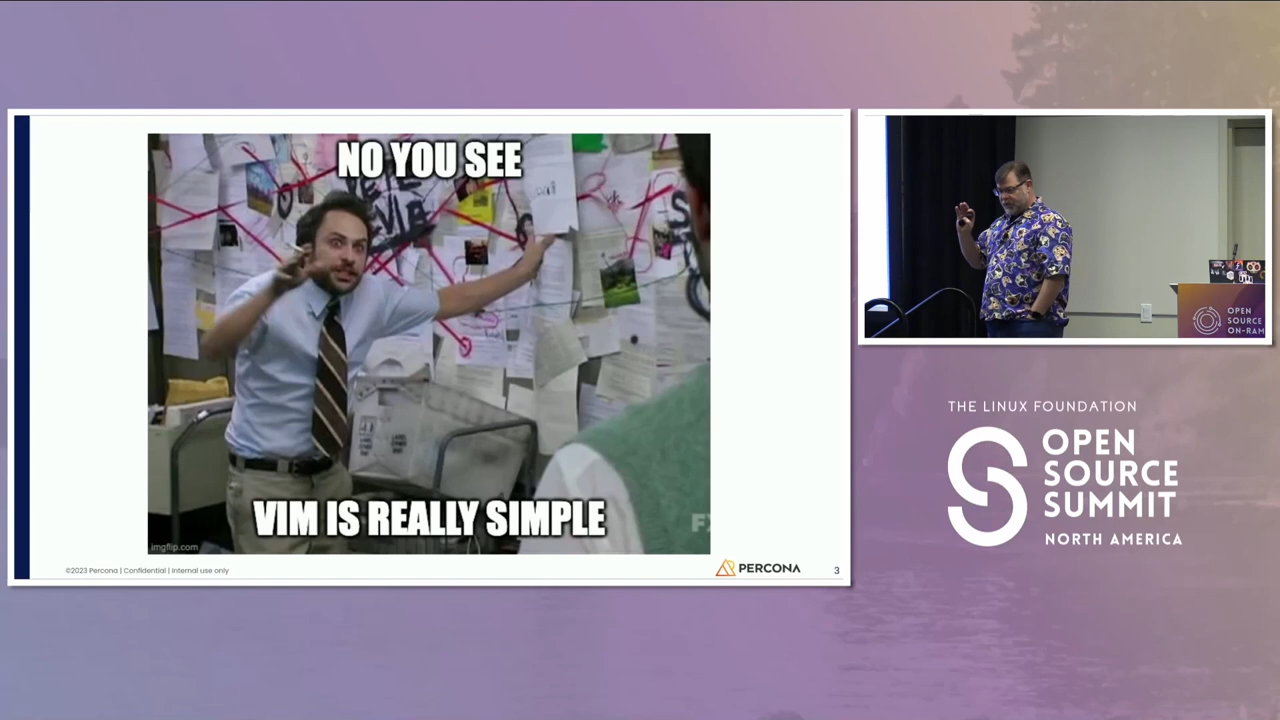 NO YOU SEE
VIM IS REALLY SIMPLE
imgflip.com
©2023 Percona | Confidential | Internal use only
PERCONA
3
OPEN
SOURCE
THE LINUX FOUNDATION
OPEN
SOURCE
SUMMIT
NORTH AMERICA